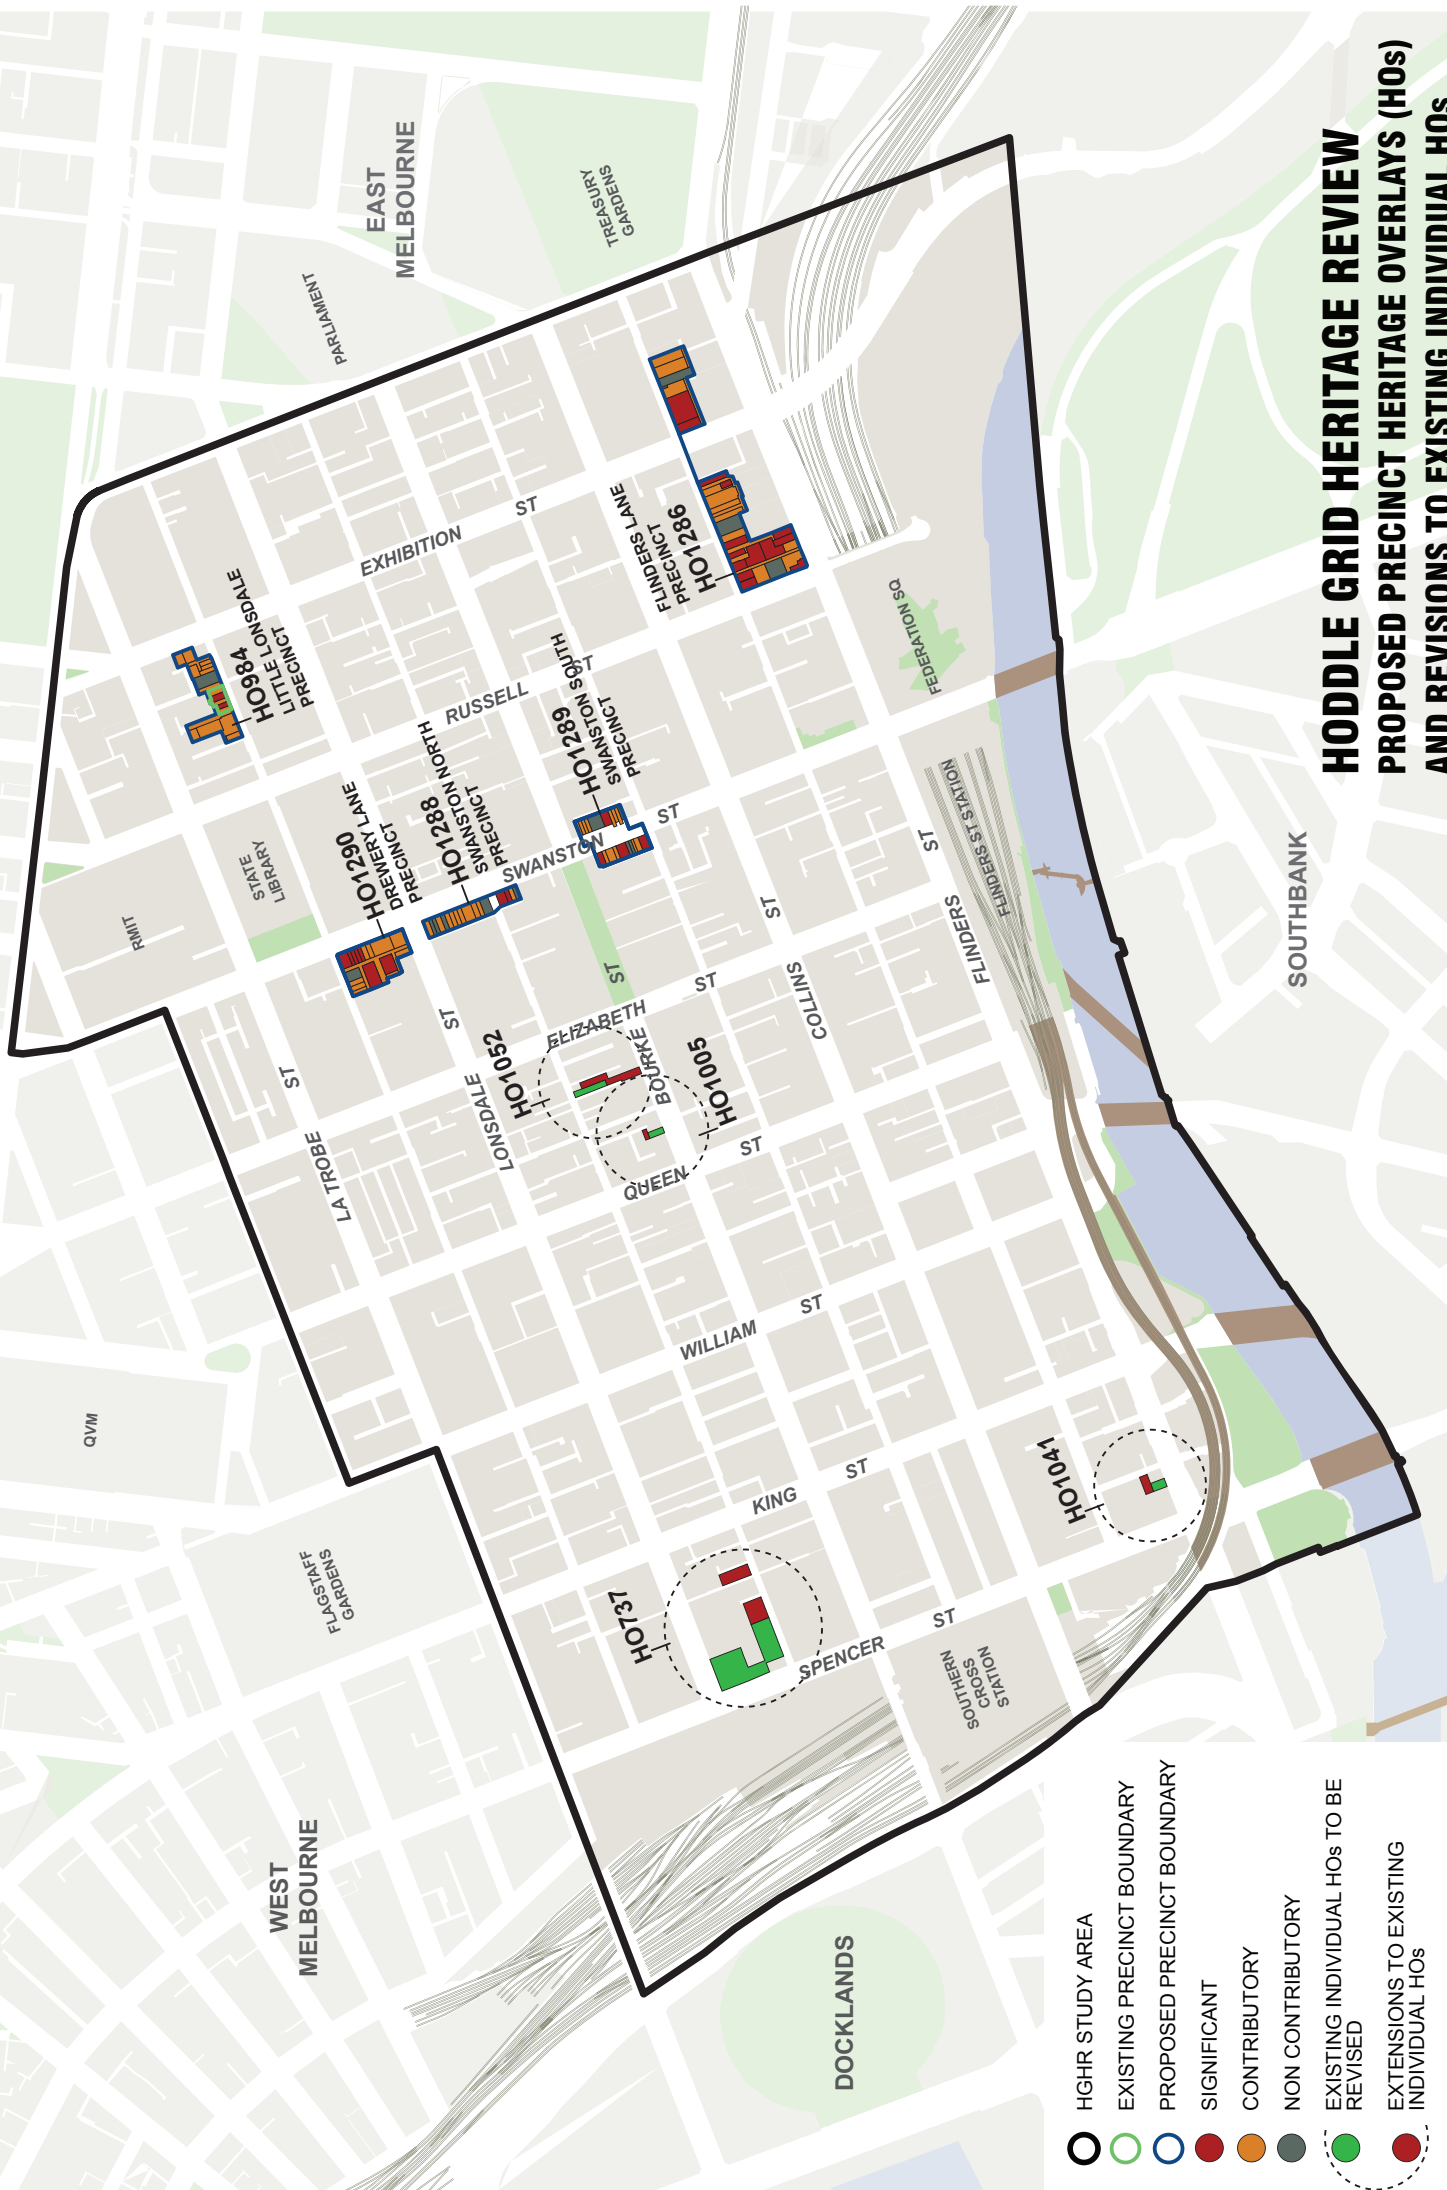 HODDLE GRID HERITAGE REVIEW
PROPOSED PRECINCT HERITAGE OVERLAYS (HOs)
AND REVISIONS TO EXISTING INDIVIDUAL HOs
WEST
MELBOURNE
DOCKLANDS
FLAGSTAFF
GARDENS
QVM
RMIT
STATE
LIBRARY
PARLIAMENT
EAST
MELBOURNE
TREASURY
GARDENS
SOUTHBANK
FEDERATION SQ
FLINDERS ST STATION
SOUTHERN
CROSS
STATION
HO984
LITTLE LONSDALE
PRECINCT
HO1290
DREWERY LANE
PRECINCT
HO1288
SWANSTON NORTH
PRECINCT
HO1289
SWANSTON SOUTH
PRECINCT
FLINDERS LANE
PRECINCT
HO1286
HO1052
HO1005
HO737
HO1041
SPENCER
ST
KING
ST
WILLIAM
ST
QUEEN
ST
ELIZABETH
ST
SWANSTON
ST
RUSSELL
ST
EXHIBITION
ST
LA TROBE
ST
LONSDALE
ST
BOURKE
ST
COLLINS
ST
FLINDERS
ST
HGHR STUDY AREA
EXISTING PRECINCT BOUNDARY
PROPOSED PRECINCT BOUNDARY
SIGNIFICANT
CONTRIBUTORY
NON CONTRIBUTORY
EXISTING INDIVIDUAL HOs TO BE
REVISED
EXTENSIONS TO EXISTING
INDIVIDUAL HOs